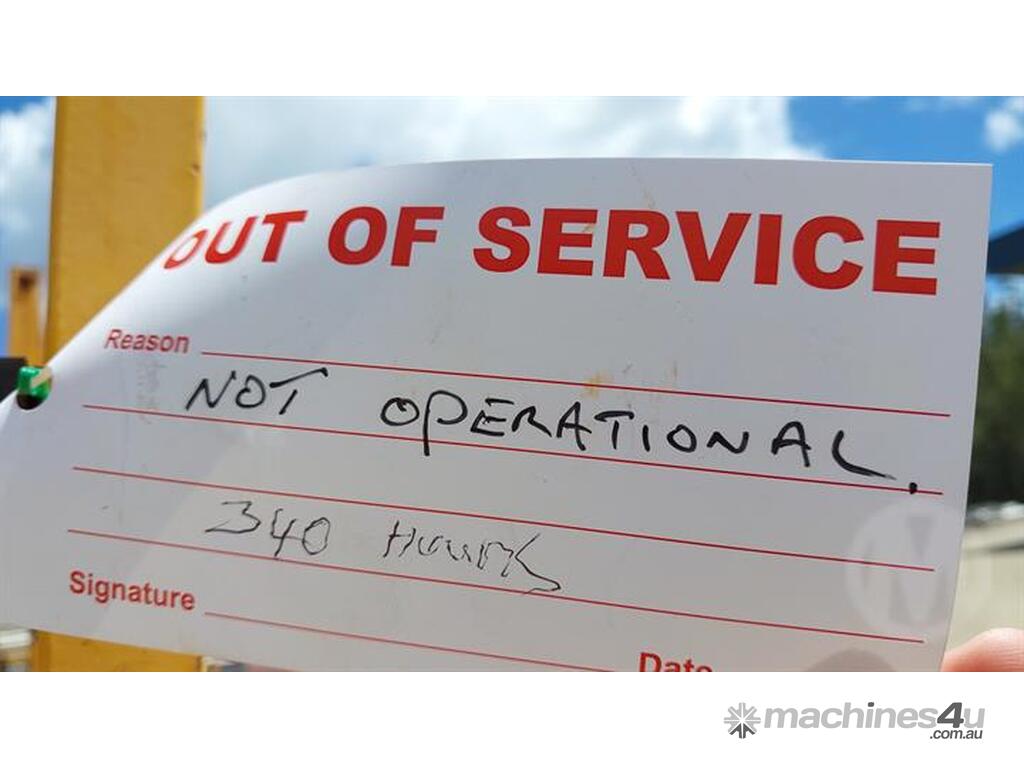 OUT OF SERVICE
Reason
NOT OPERATIONAL.
340 Hours
Signature
Date
machines4u
.com.au